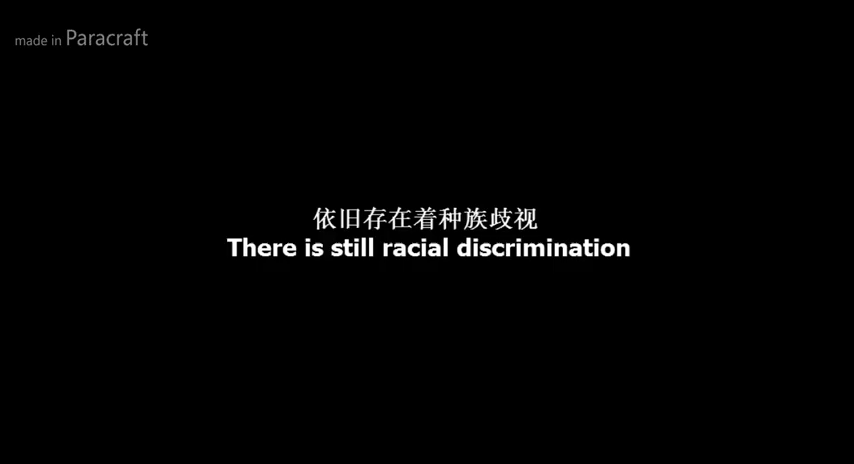 made in Paracraft
依旧存在着种族歧视
There is still racial discrimination